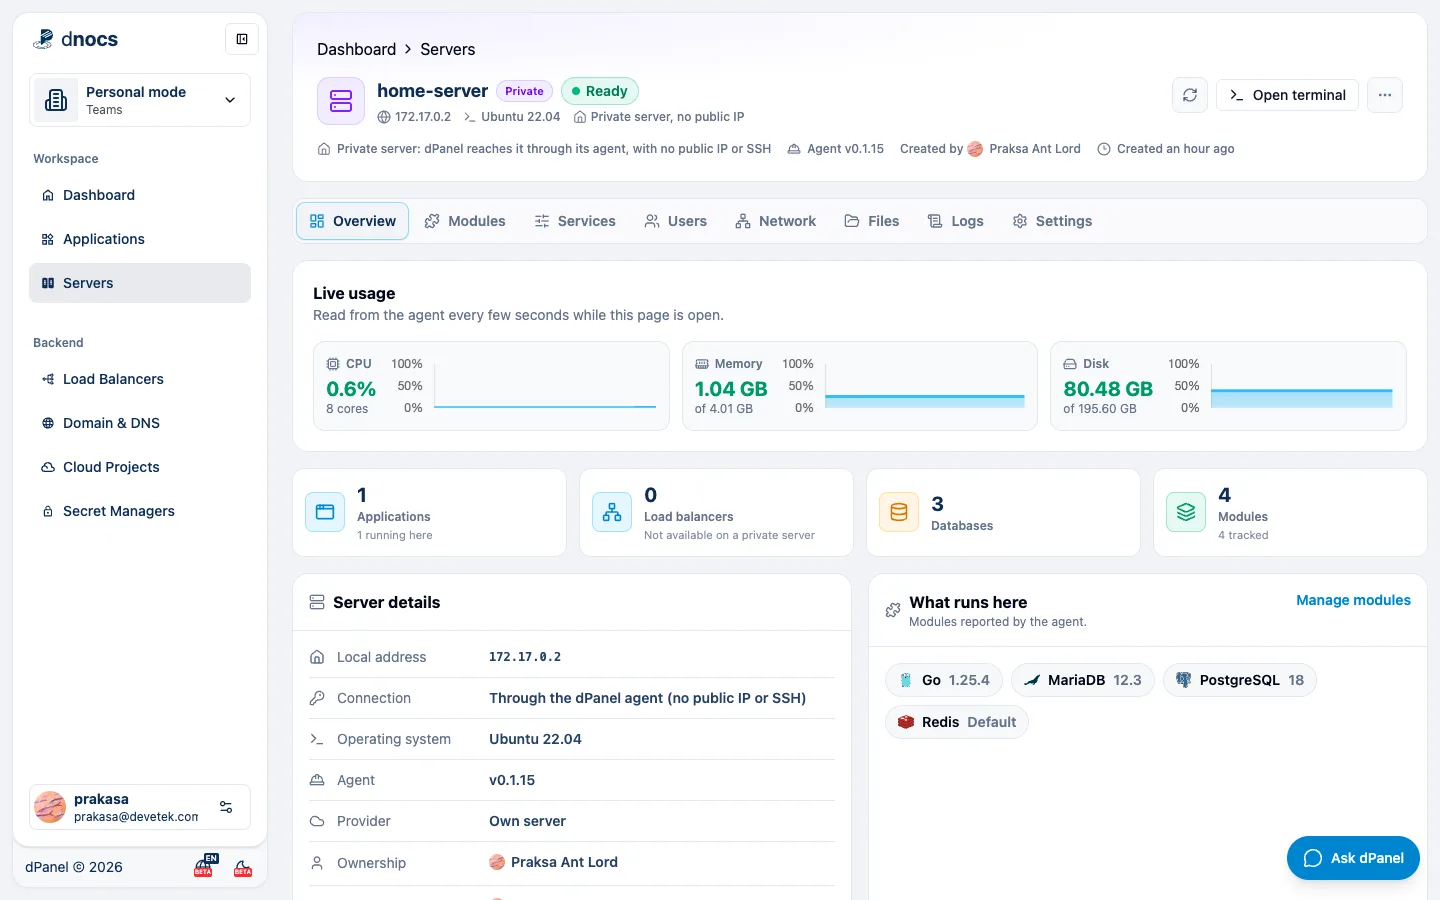 dnocs
Personal mode
Teams
Workspace
Dashboard
Applications
Servers
Backend
Load Balancers
Domain & DNS
Cloud Projects
Secret Managers
prakasa
prakasa@devetek.com
dPanel © 2026
EN
BETA
BETA
Dashboard > Servers
home-server Private Ready
172.17.0.2 Ubuntu 22.04 Private server, no public IP
Open terminal
Private server: dPanel reaches it through its agent, with no public IP or SSH Agent v0.1.15 Created by Praksa Ant Lord Created an hour ago
Overview Modules Services Users Network Files Logs Settings
Live usage
Read from the agent every few seconds while this page is open.
CPU
0.6%
8 cores
100%
50%
0%
Memory
1.04 GB
of 4.01 GB
100%
50%
0%
Disk
80.48 GB
of 195.60 GB
100%
50%
0%
1
Applications
1 running here
0
Load balancers
Not available on a private server
3
Databases
4
Modules
4 tracked
Server details
Local address 172.17.0.2
Connection Through the dPanel agent (no public IP or SSH)
Operating system Ubuntu 22.04
Agent v0.1.15
Provider Own server
Ownership Praksa Ant Lord
What runs here
Modules reported by the agent.
Manage modules
Go 1.25.4 MariaDB 12.3 PostgreSQL 18
Redis Default
Ask dPanel